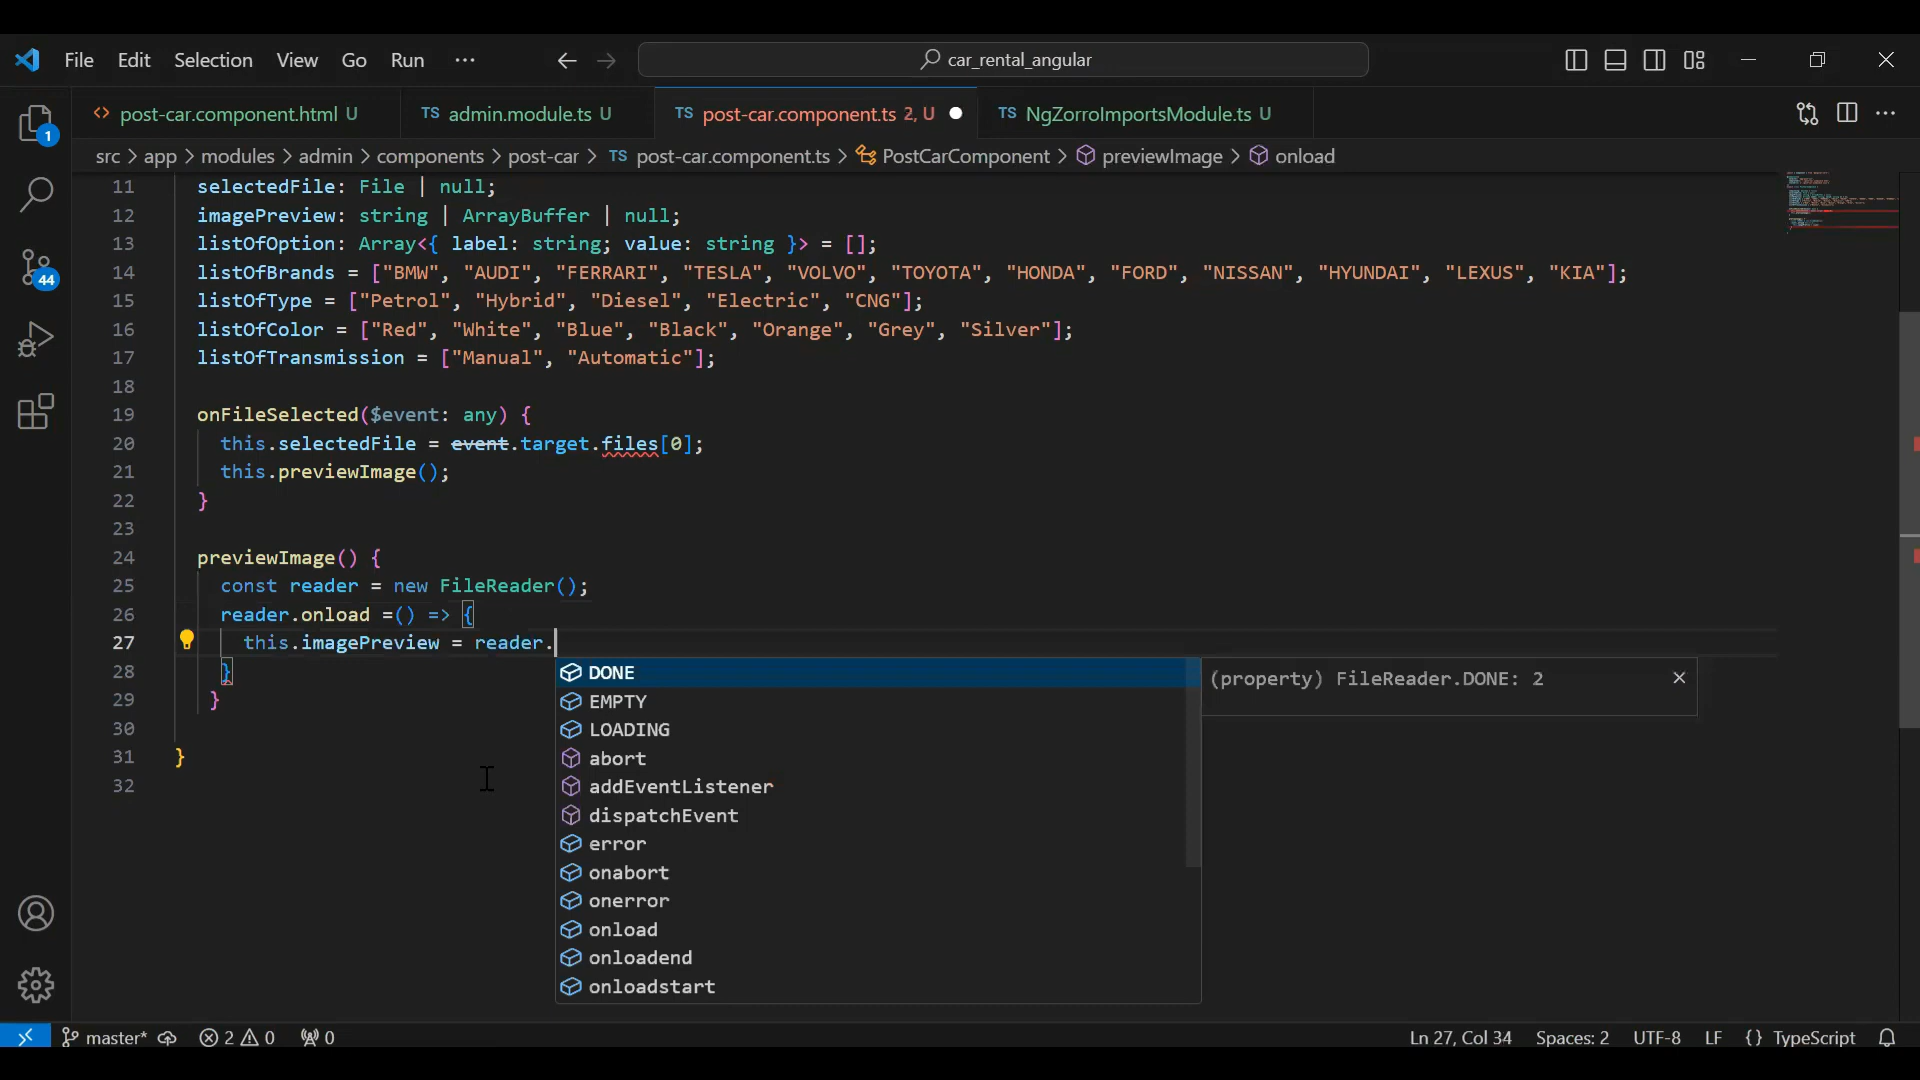 File Edit Selection View Go Run ··· car_rental_angular
post-car.component.html U TS admin.module.ts U TS post-car.component.ts 2, U TS NgZorroImportsModule.ts U
src > app > modules > admin > components > post-car > TS post-car.component.ts > PostCarComponent > previewImage > onload
11 selectedFile: File | null;
12 imagePreview: string | ArrayBuffer | null;
13 listOfOption: Array<{ label: string; value: string }> = [];
14 listOfBrands = ["BMW", "AUDI", "FERRARI", "TESLA", "VOLVO", "TOYOTA", "HONDA", "FORD", "NISSAN", "HYUNDAI", "LEXUS", "KIA"];
15 listOfType = ["Petrol", "Hybrid", "Diesel", "Electric", "CNG"];
16 listOfColor = ["Red", "White", "Blue", "Black", "Orange", "Grey", "Silver"];
17 listOfTransmission = ["Manual", "Automatic"];
18
19 onFileSelected($event: any) {
20 this.selectedFile = event.target.files[0];
21 this.previewImage();
22 }
23
24 previewImage() {
25 const reader = new FileReader();
26 reader.onload =() => {
27 this.imagePreview = reader.
28 }
29 }
30
31 }
32
DONE
EMPTY
LOADING
abort
addEventListener
dispatchEvent
error
onabort
onerror
onload
onloadend
onloadstart
(property) FileReader.DONE: 2
1
44
master* 2 0 0 Ln 27, Col 34 Spaces: 2 UTF-8 LF {} TypeScript